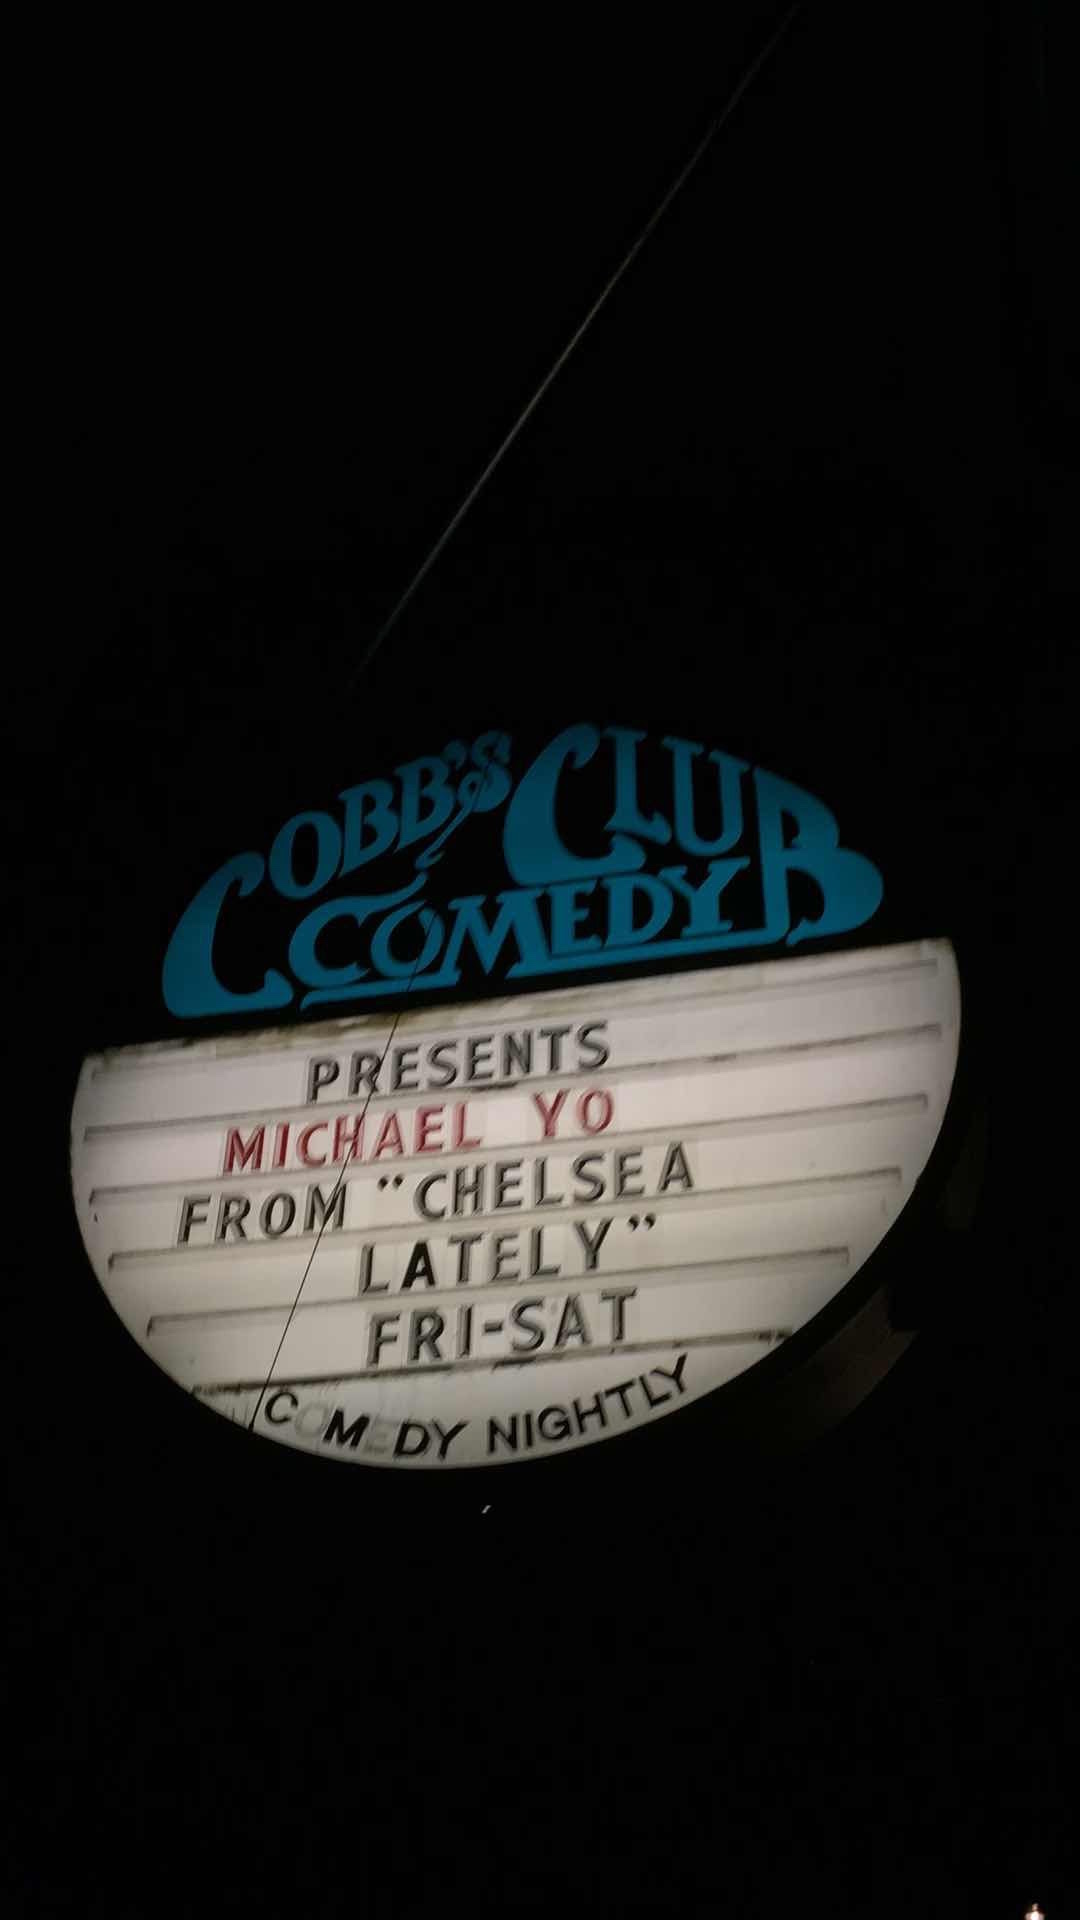 COBB'S CLUB
COMEDY
PRESENTS
MICHAEL YO
FROM "CHELSEA
LATELY"
FRI-SAT
COMEDY NIGHTLY